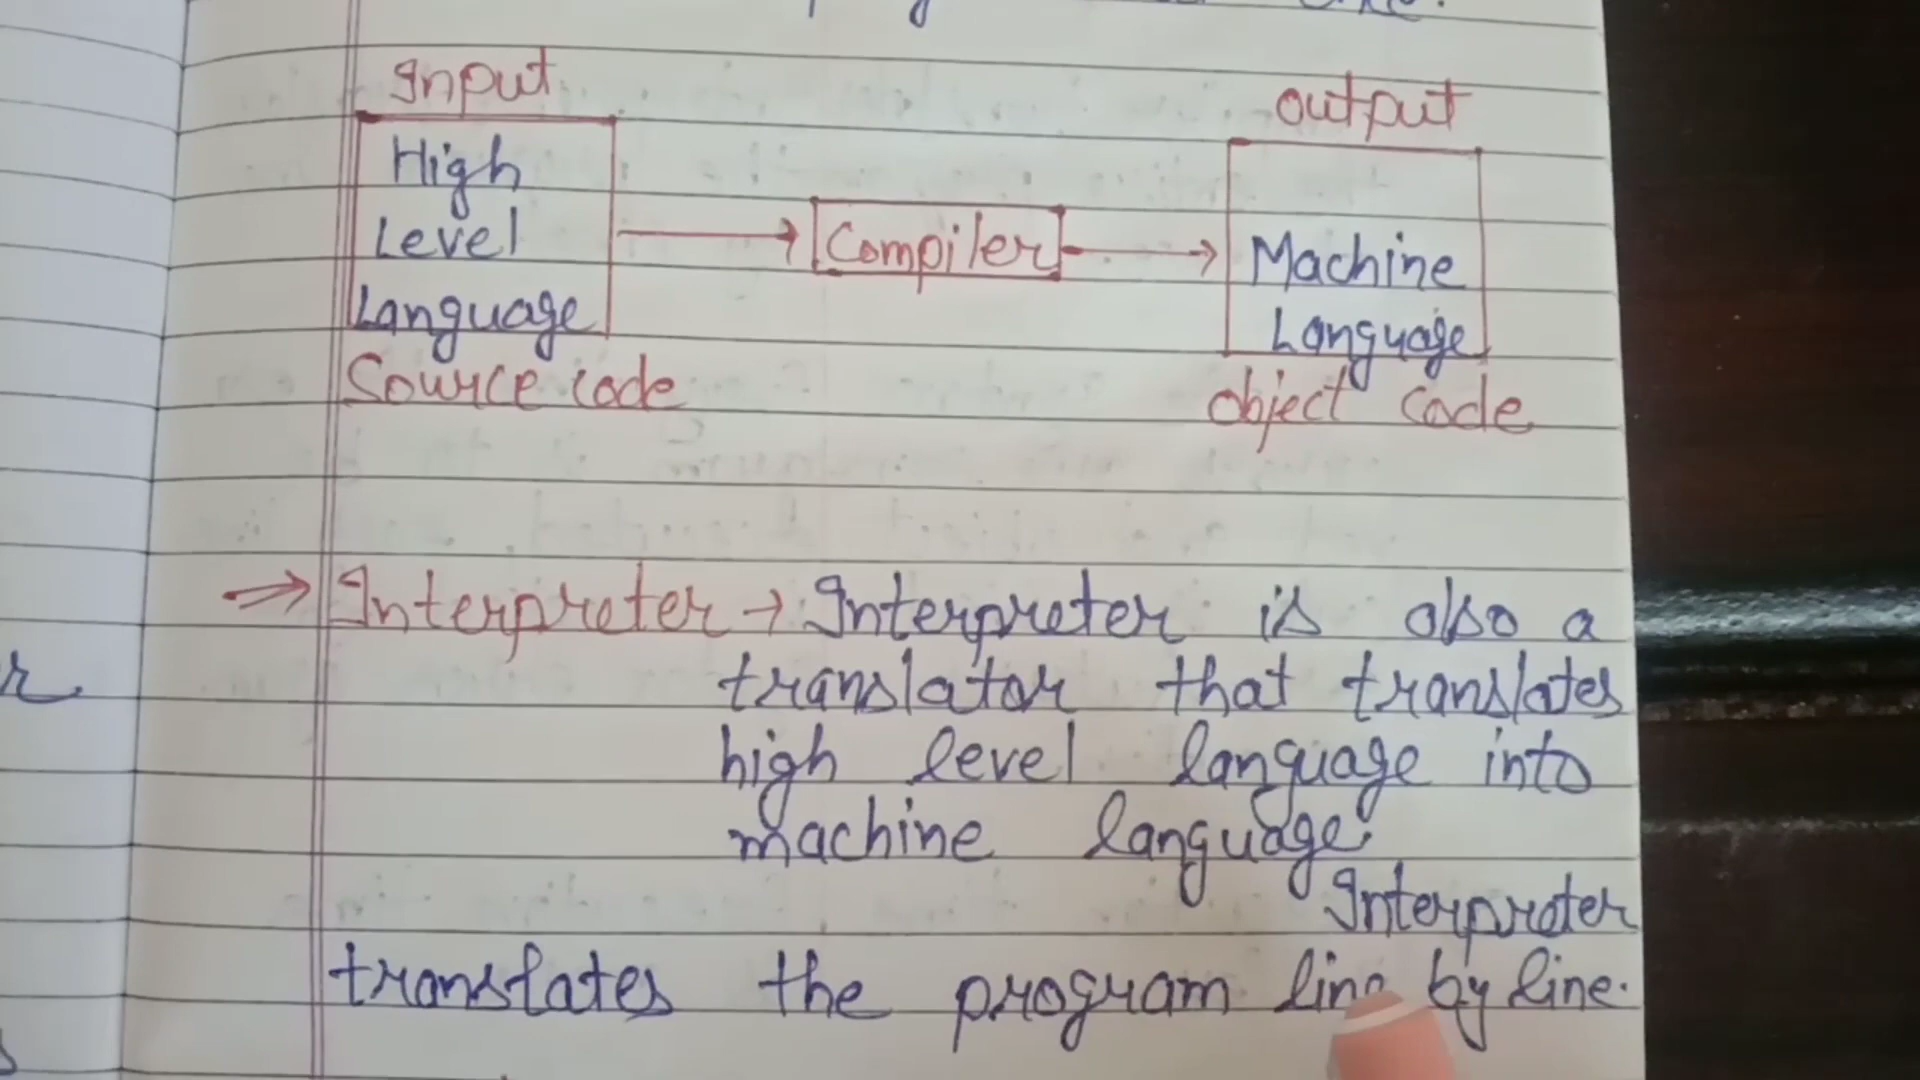 Input
output
High
Level
Language
Compiler
Machine
Language
Source code
object code
⇒ Interpreter → Interpreter is also a
translator that translates
high level language into
machine language.
Interpreter
translates the program line by line.